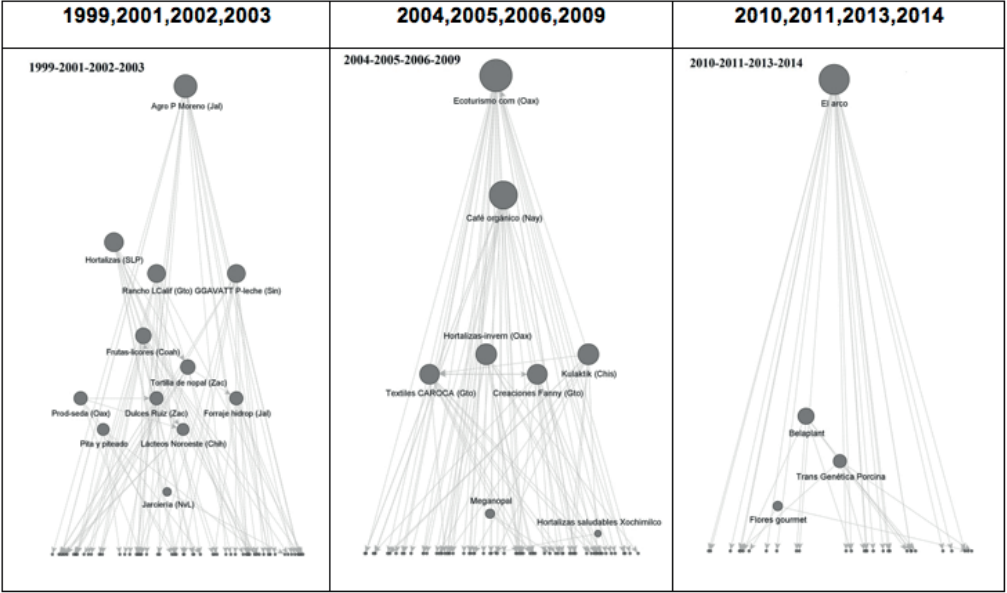 1999,2001,2002,2003
2004,2005,2006,2009
2010,2011,2013,2014
1999-2001-2002-2003
Agro P Moreno (Jal)
Hortalizas (SLP)
Rancho LCalif (Gto) GGAVATT P-leche (Sin)
Frutas-licores (Coah)
Tortilla de nopal (Zac)
Prod-seda (Oax)
Dulces Ruiz (Zac)
Forraje hidrop (Jal)
Pita y piteado
Lácteos Noroeste (Chih)
Jarciería (NvL)
2004-2005-2006-2009
Ecoturismo com (Oax)
Café orgánico (Nay)
Hortalizas-invern (Oax)
Kulaktik (Chis)
Textiles CAROCA (Gto)
Creaciones Fanny (Gto)
Meganopal
Hortalizas saludables Xochimilco
2010-2011-2013-2014
El arco
Belaplant
Trans Genética Porcina
Flores gourmet